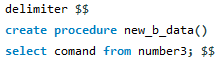 delimiter $$
create procedure new_b_data()
select comand from number3; $$